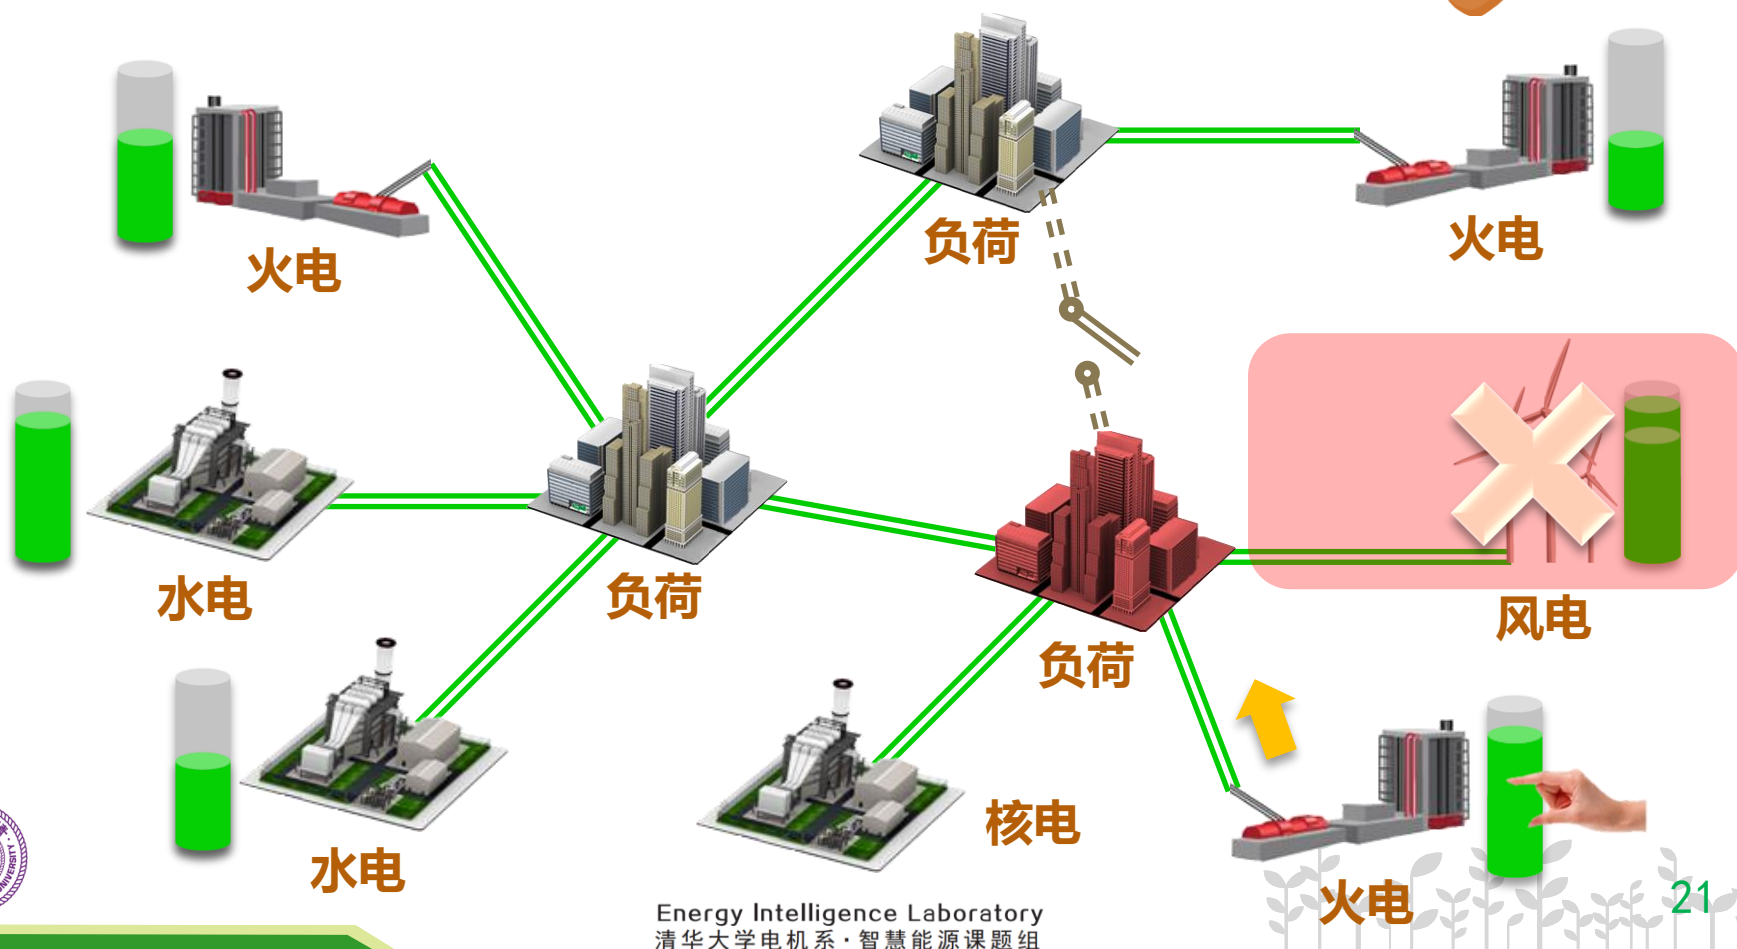 负荷
火电
火电
水电
负荷
风电
负荷
核电
水电
火电
21
UNIVERSITY
Energy Intelligence Laboratory
清华大学电机系·智慧能源课题组